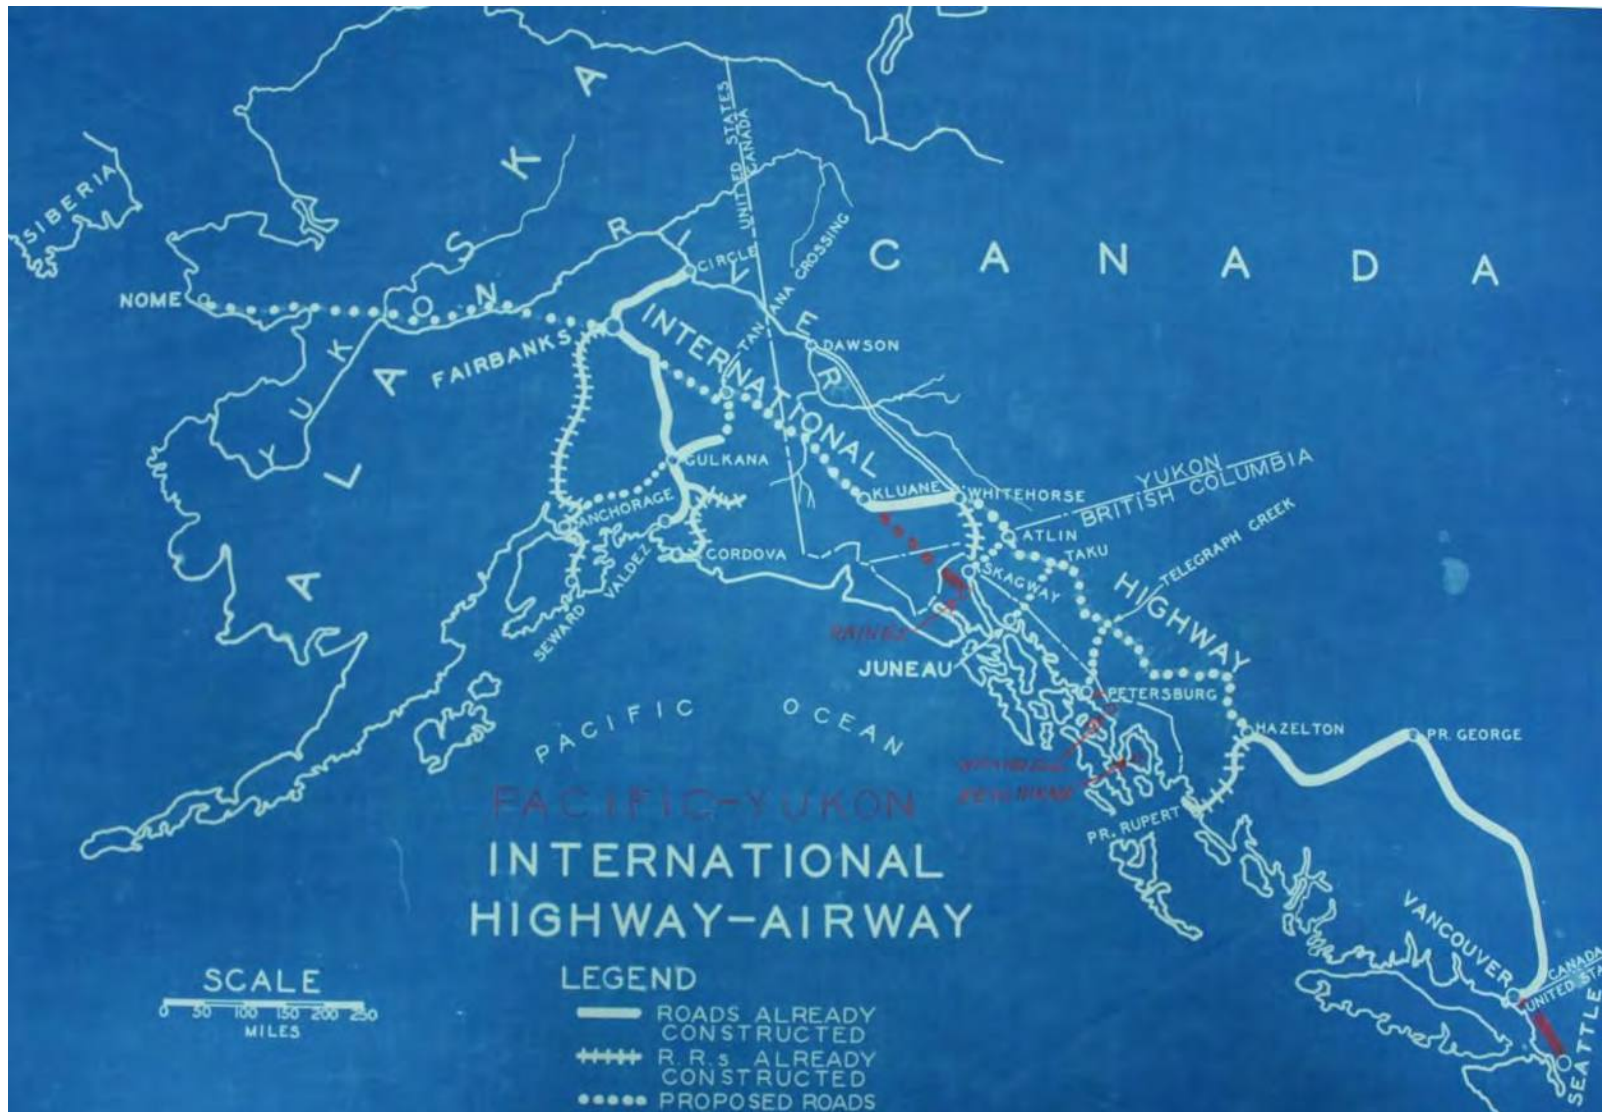 SIBERIA
ALASKA
YUKON RIVER
UNITED STATES
CANADA
CANADA
NOME
CIRCLE
TANANA CROSSING
FAIRBANKS
DAWSON
INTERNATIONAL
HIGHWAY
GULKANA
KLUANE
WHITEHORSE
YUKON
BRITISH COLUMBIA
ANCHORAGE
ATLIN
TAKU
TELEGRAPH CREEK
CORDOVA
SKAGWAY
SEWARD
VALDEZ
JUNEAU
PETERSBURG
HAZELTON
PR. GEORGE
PACIFIC OCEAN
PR. RUPERT
VANCOUVER
CANADA
UNITED STA
SEATTLE
PACIFIC-YUKON
INTERNATIONAL
HIGHWAY-AIRWAY
SCALE
0 50 100 150 200 250
MILES
LEGEND
ROADS ALREADY
CONSTRUCTED
R.R.s ALREADY
CONSTRUCTED
PROPOSED ROADS